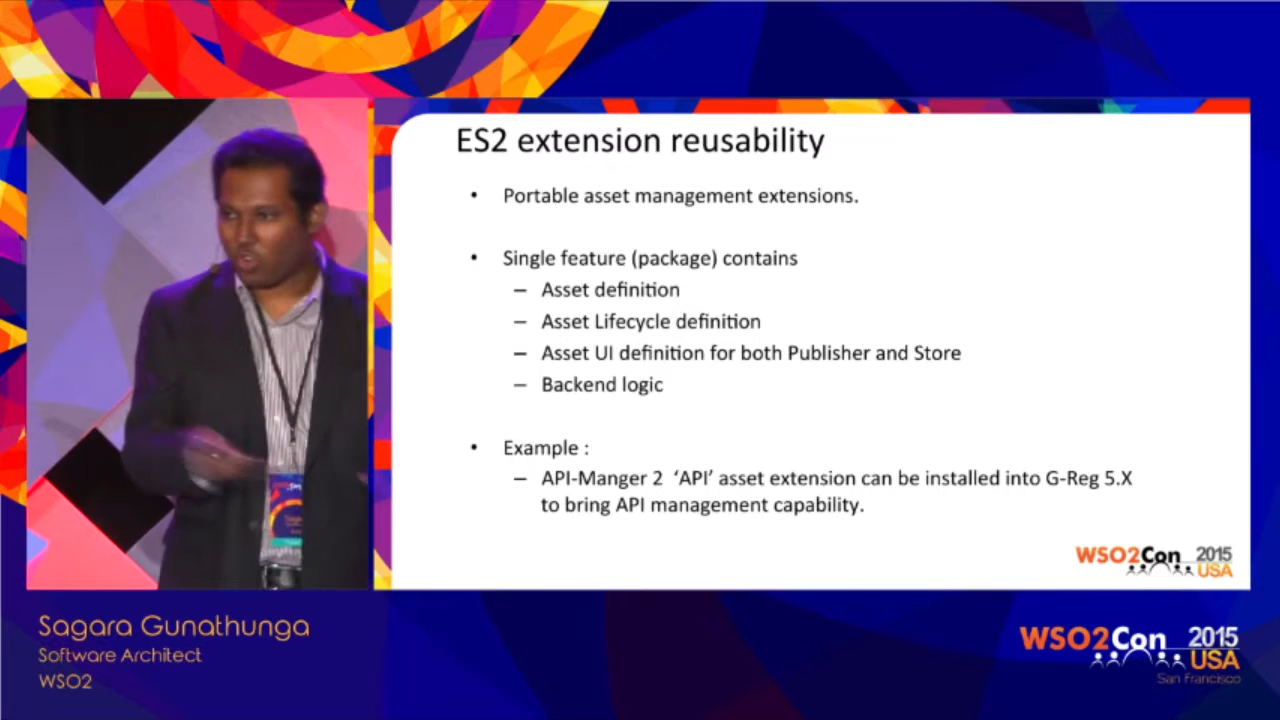 ES2 extension reusability
• Portable asset management extensions.
• Single feature (package) contains
– Asset definition
– Asset Lifecycle definition
– Asset UI definition for both Publisher and Store
– Backend logic
• Example :
– API-Manger 2 ‘API’ asset extension can be installed into G-Reg 5.X
to bring API management capability.
WSO2Con 2015
USA
Sagara Gunathunga
Software Architect
WSO2
WSO2Con 2015
USA
San Francisco